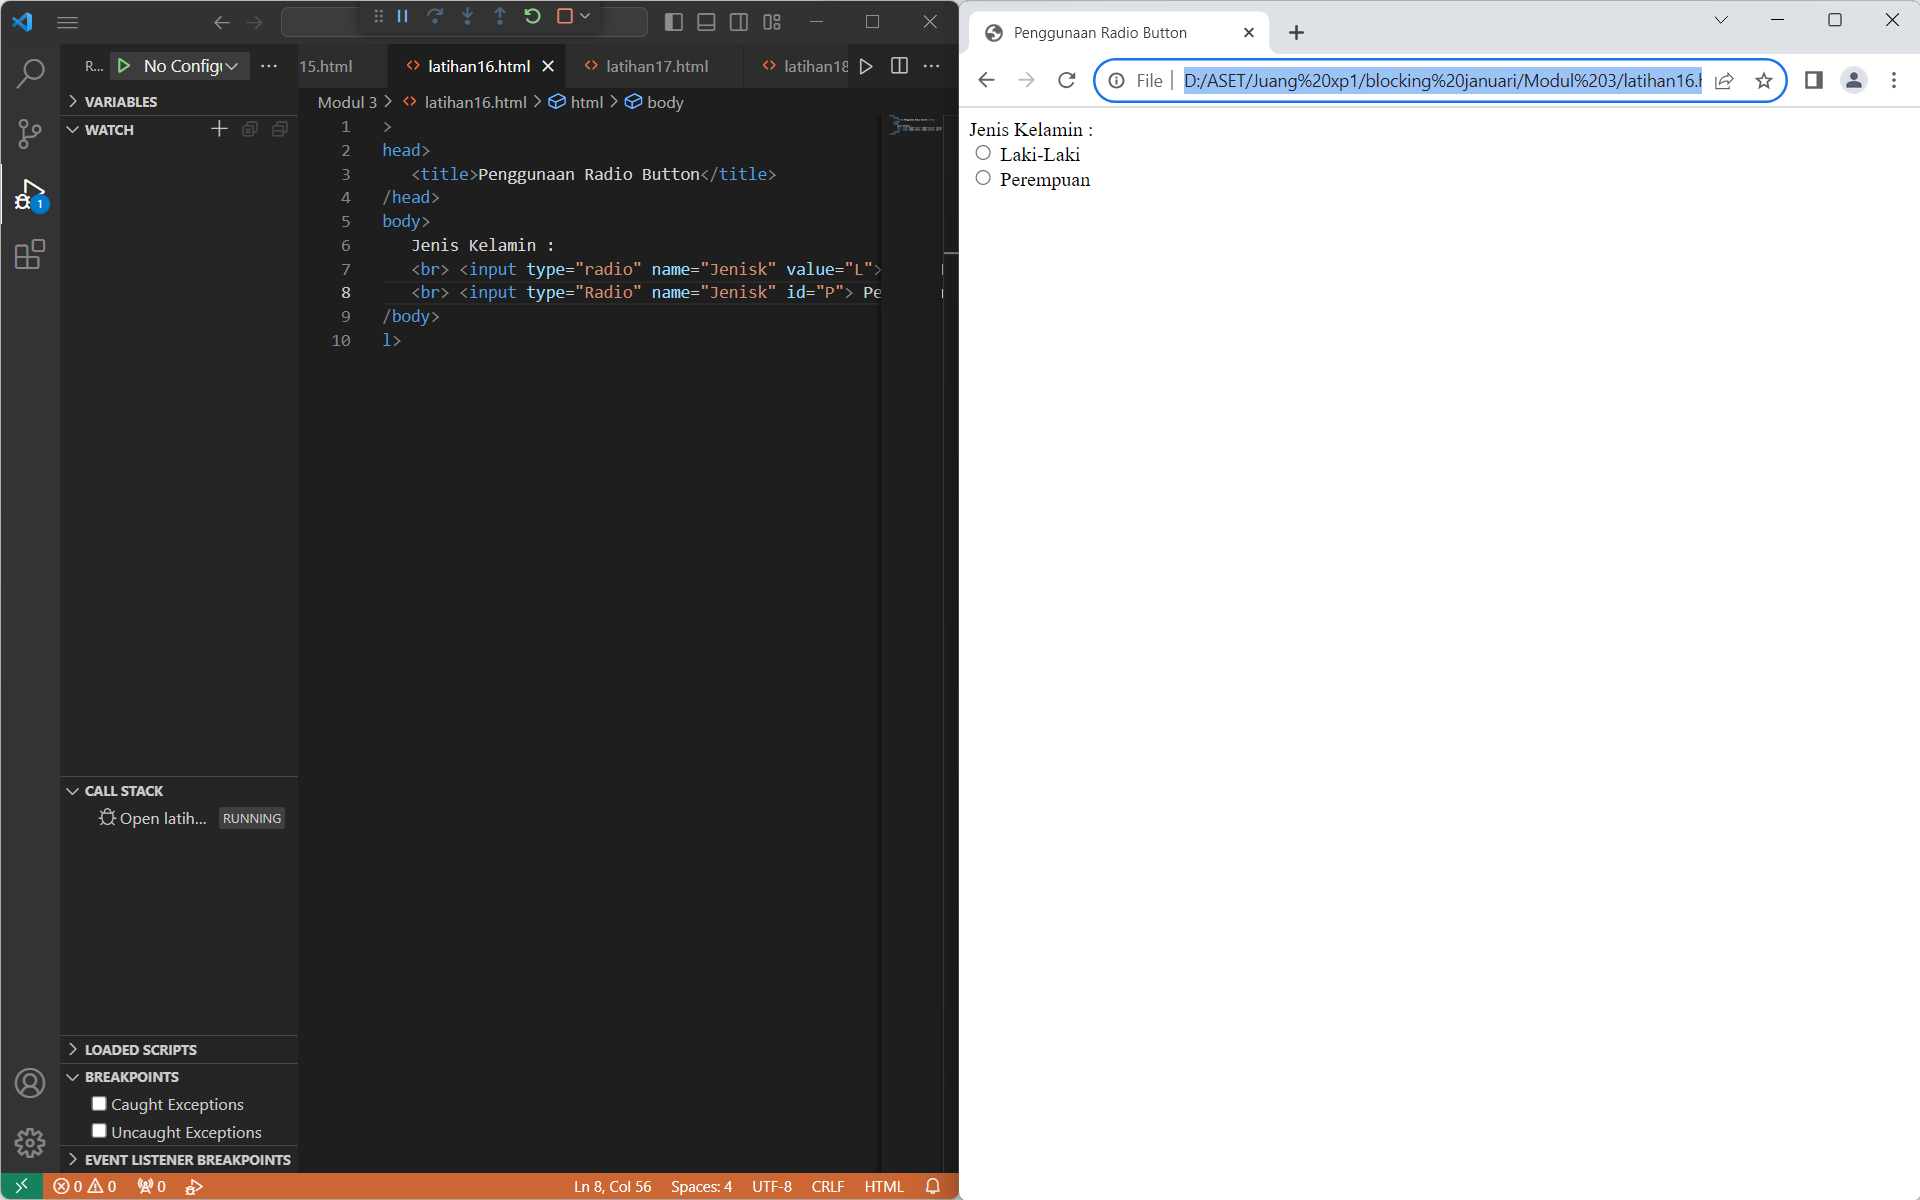 R...
No Config
15.html
latihan16.html
latihan17.html
latihan18
VARIABLES
Modul 3 > latihan16.html > html > body
WATCH
1 >
2 head>
3 <title>Penggunaan Radio Button</title>
4 /head>
5 body>
6 Jenis Kelamin :
7 <br> <input type="radio" name="Jenisk" value="L">
8 <br> <input type="Radio" name="Jenisk" id="P"> Pe
9 /body>
10 l>
1
CALL STACK
Open latih... RUNNING
LOADED SCRIPTS
BREAKPOINTS
Caught Exceptions
Uncaught Exceptions
EVENT LISTENER BREAKPOINTS
0 0 0 Ln 8, Col 56 Spaces: 4 UTF-8 CRLF HTML
Penggunaan Radio Button
File | D:/ASET/Juang%20xp1/blocking%20januari/Modul%203/latihan16.h
Jenis Kelamin :
Laki-Laki
Perempuan